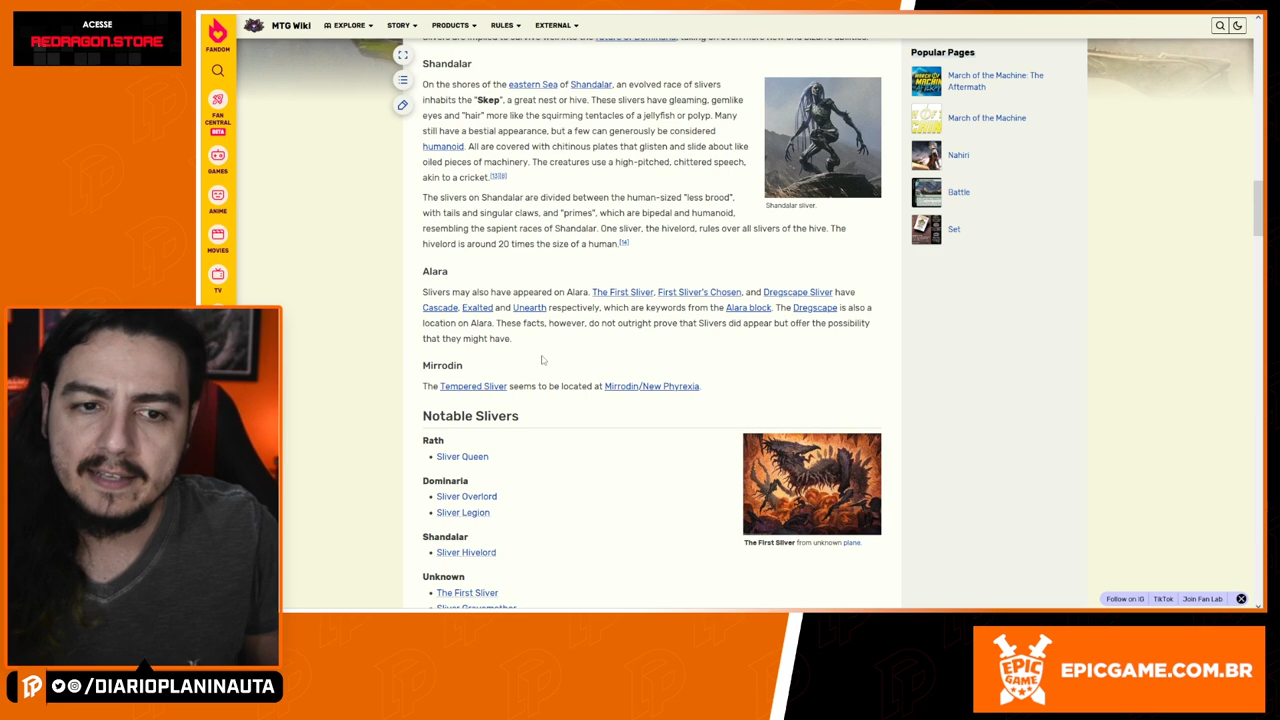 ACESSE
REDRAGON.STORE
FANDOM
FAN
CENTRAL
BETA
GAMES
ANIME
MOVIES
TV
MTG Wiki
EXPLORE
STORY
PRODUCTS
RULES
EXTERNAL
Shandalar
On the shores of the eastern Sea of Shandalar, an evolved race of slivers
inhabits the "Skep", a great nest or hive. These slivers have gleaming, gemlike
eyes and "hair" more like the squirming tentacles of a jellyfish or polyp. Many
still have a bestial appearance, but a few can generously be considered
humanoid. All are covered with chitinous plates that glisten and slide about like
oiled pieces of machinery. The creatures use a high-pitched, chittered speech,
akin to a cricket.[13][8]
The slivers on Shandalar are divided between the human-sized "less brood",
with tails and singular claws, and "primes", which are bipedal and humanoid,
resembling the sapient races of Shandalar. One sliver, the hivelord, rules over all slivers of the hive. The
hivelord is around 20 times the size of a human.[14]
Shandalar sliver.
Alara
Slivers may also have appeared on Alara. The First Sliver, First Sliver's Chosen, and Dregscape Sliver have
Cascade, Exalted and Unearth respectively, which are keywords from the Alara block. The Dregscape is also a
location on Alara. These facts, however, do not outright prove that Slivers did appear but offer the possibility
that they might have.
Mirrodin
The Tempered Sliver seems to be located at Mirrodin/New Phyrexia.
Notable Slivers
Rath
• Sliver Queen
Dominaria
• Sliver Overlord
• Sliver Legion
Shandalar
• Sliver Hivelord
Unknown
• The First Sliver
The First Sliver from unknown plane.
Popular Pages
March of the Machine: The
Aftermath
March of the Machine
Nahiri
Battle
Set
Follow on IG
TikTok
Join Fan Lab
/DIARIOPLANINAUTA
EPIC
GAME
EPICGAME.COM.BR